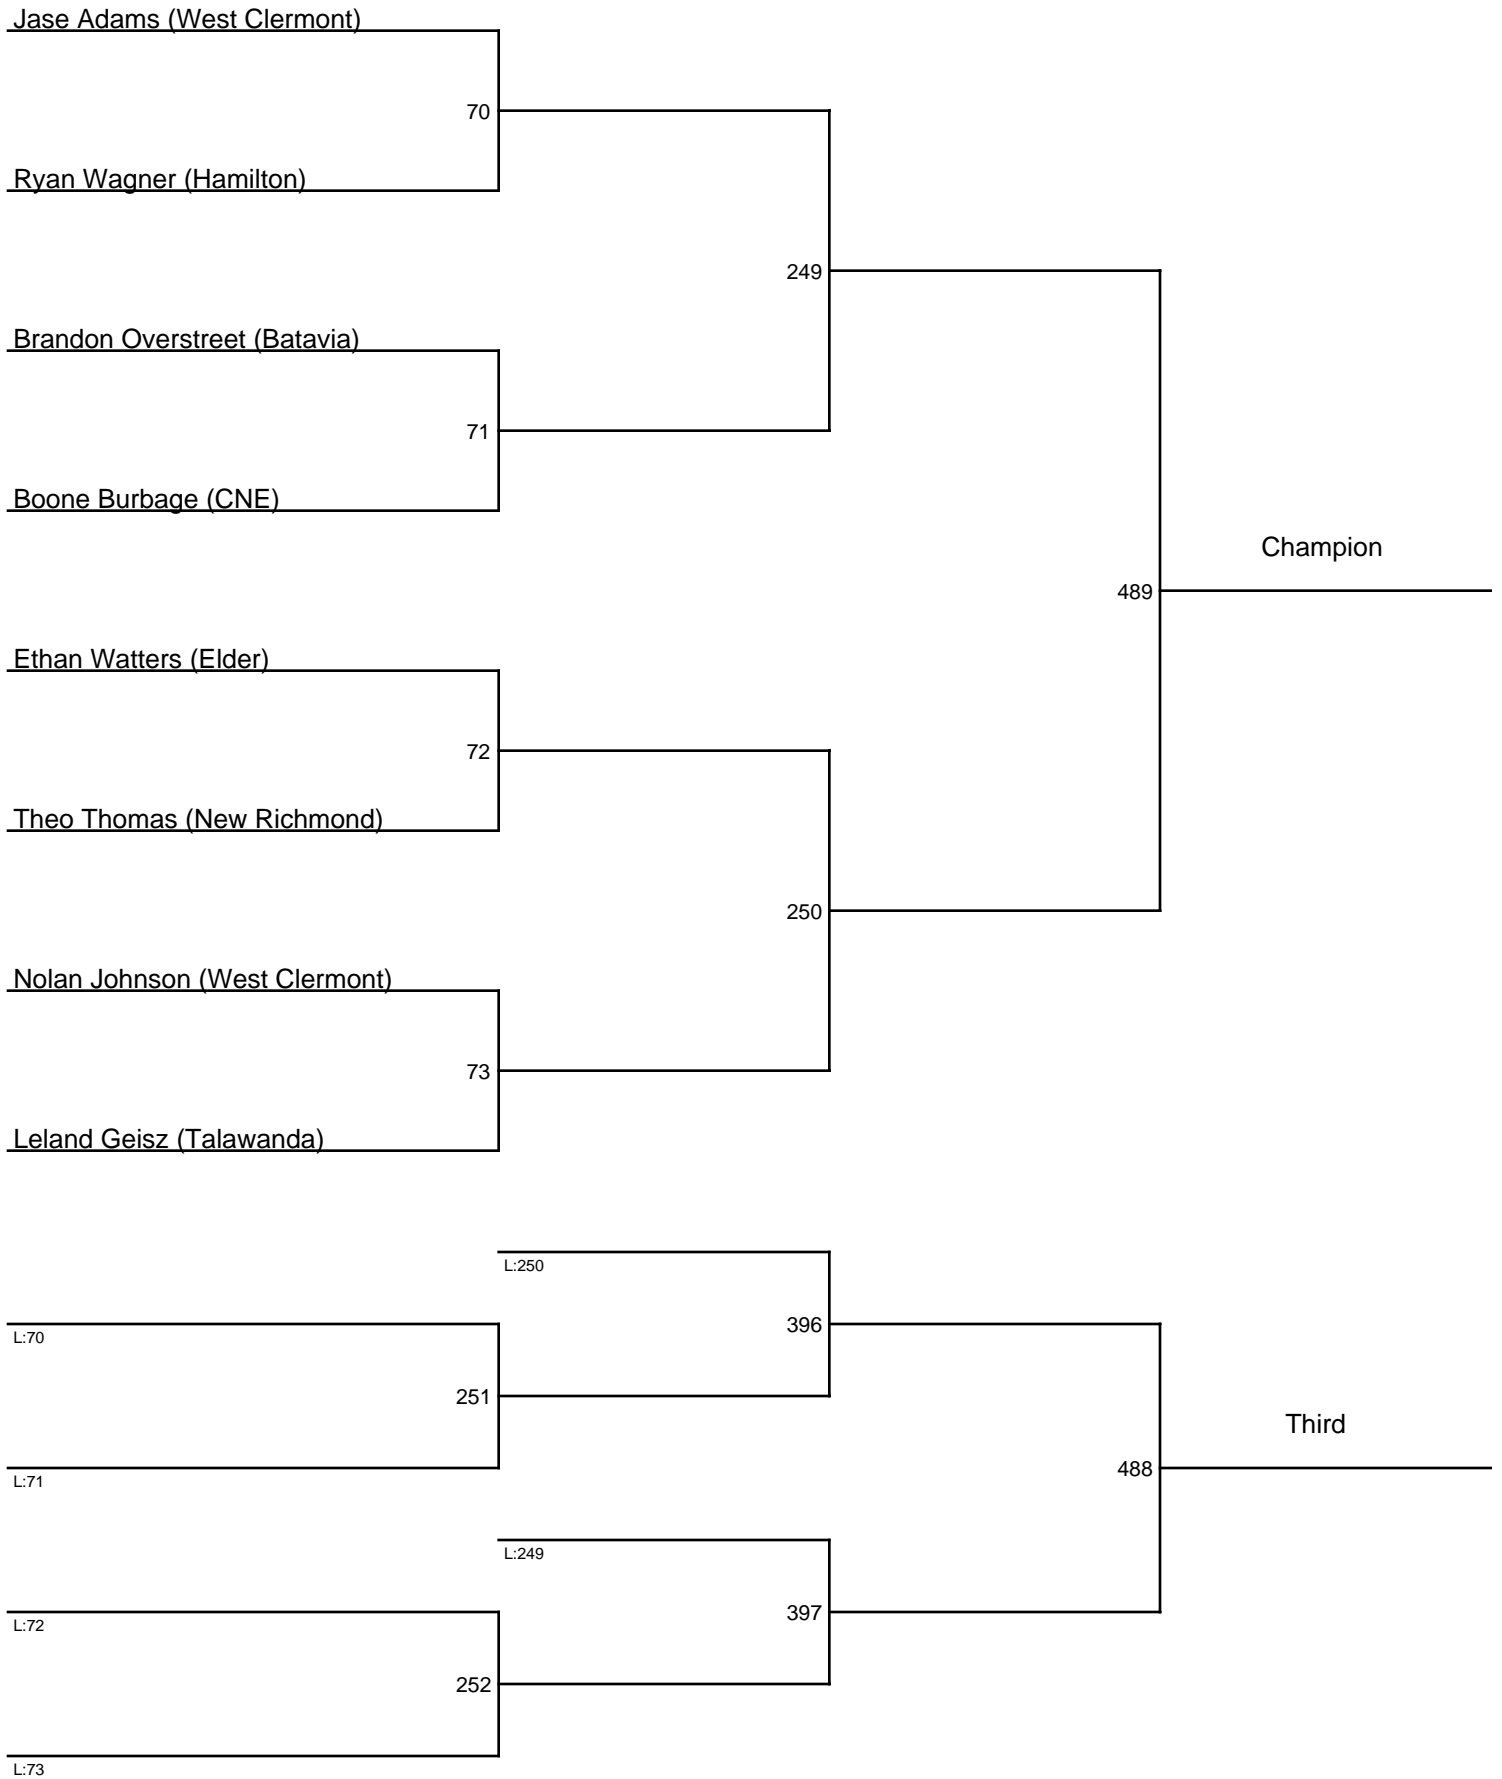 Jase Adams (West Clermont)
70
Ryan Wagner (Hamilton)
249
Brandon Overstreet (Batavia)
71
Boone Burbage (CNE)
Champion
489
Ethan Watters (Elder)
72
Theo Thomas (New Richmond)
250
Nolan Johnson (West Clermont)
73
Leland Geisz (Talawanda)
L:250
L:70
396
251
Third
L:71
488
L:249
L:72
397
252
L:73